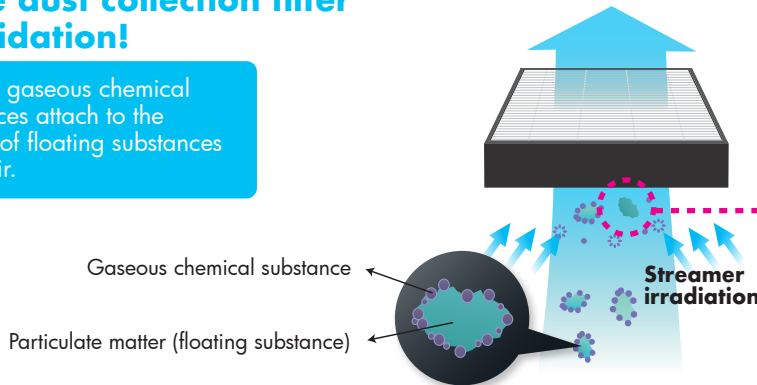 dust collection filter
idation!
gaseous chemical
ces attach to the
of floating substances
ir.
Gaseous chemical substance
Particulate matter (floating substance)
Streamer
irradiation